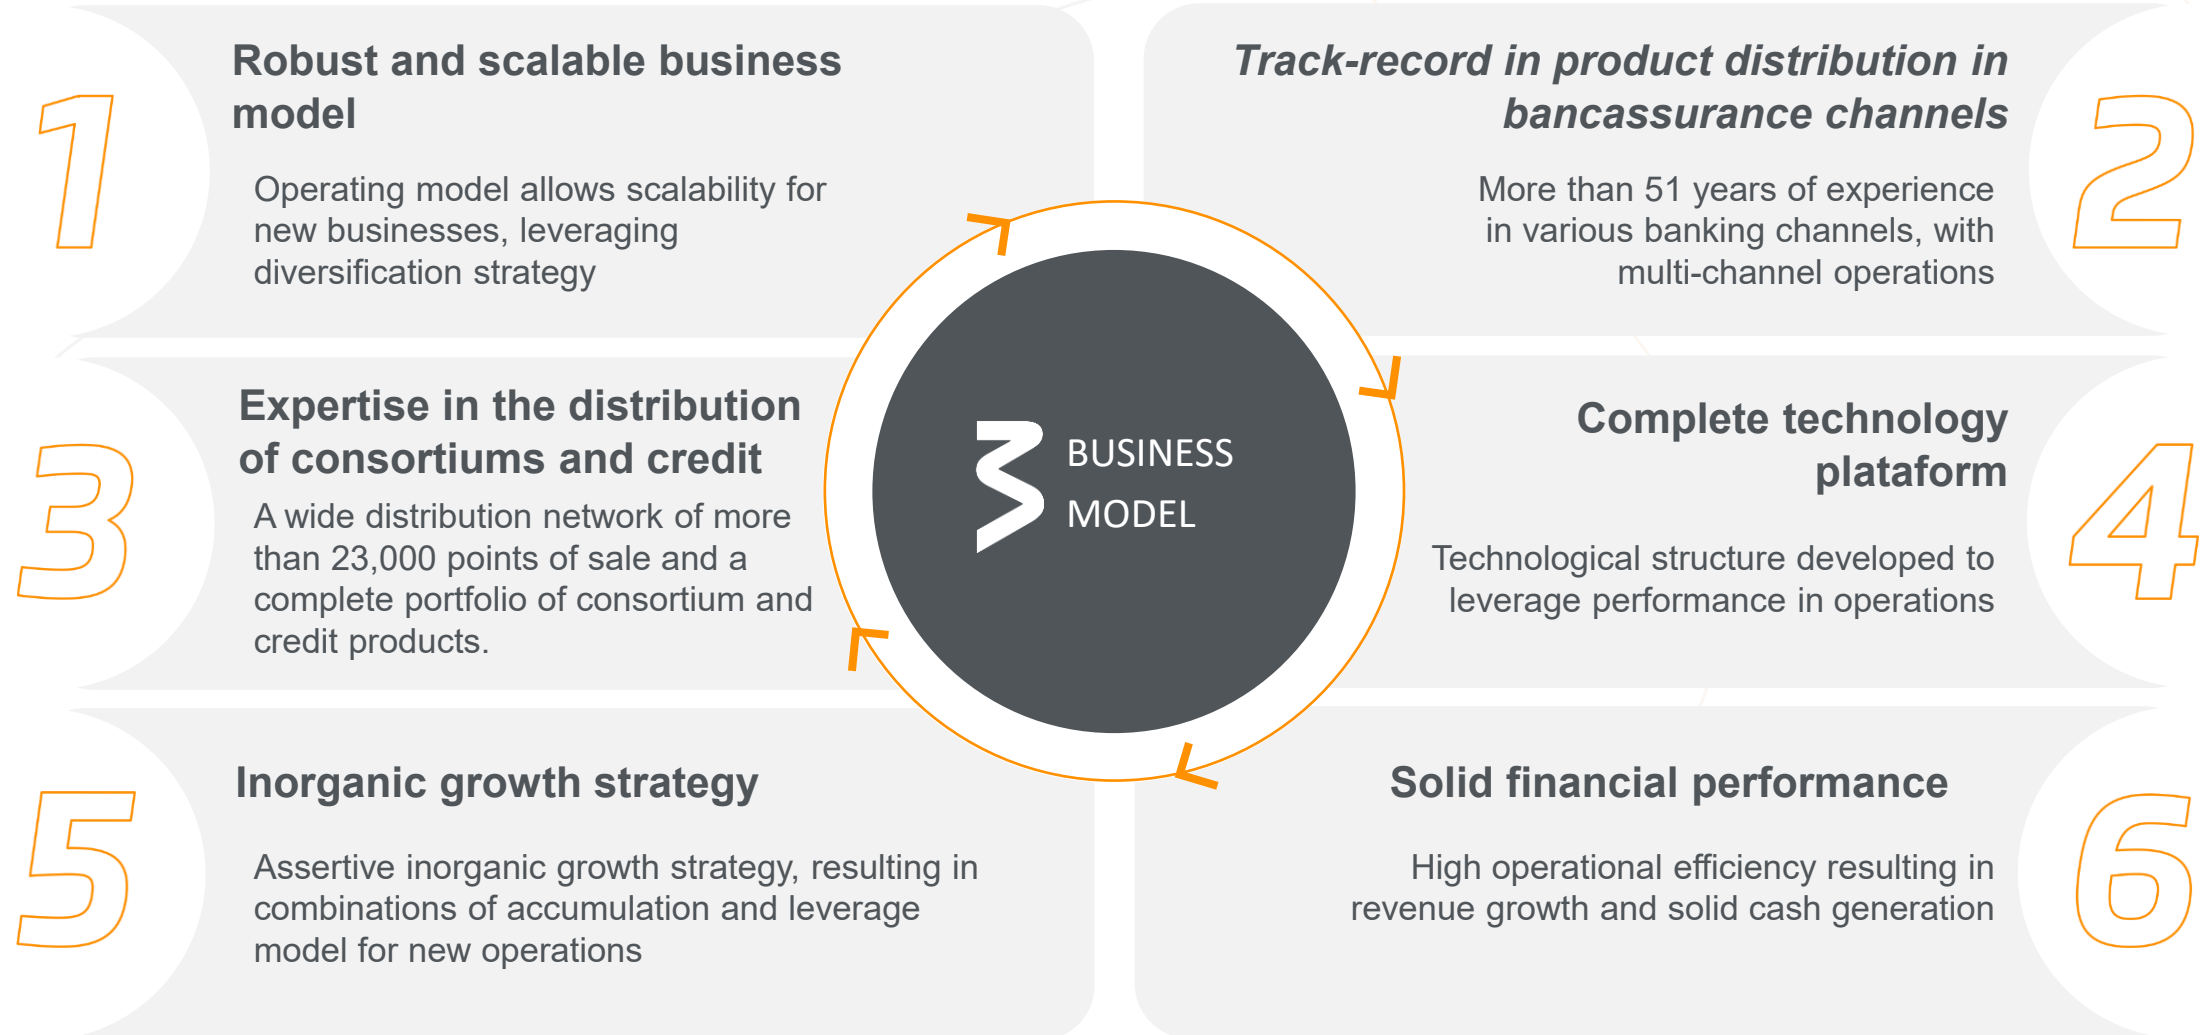 1
Robust and scalable business
model
Operating model allows scalability for
new businesses, leveraging
diversification strategy
2
Track-record in product distribution in
bancassurance channels
More than 51 years of experience
in various banking channels, with
multi-channel operations
3
Expertise in the distribution
of consortiums and credit
A wide distribution network of more
than 23,000 points of sale and a
complete portfolio of consortium and
credit products.
BUSINESS
MODEL
4
Complete technology
plataform
Technological structure developed to
leverage performance in operations
5
Inorganic growth strategy
Assertive inorganic growth strategy, resulting in
combinations of accumulation and leverage
model for new operations
6
Solid financial performance
High operational efficiency resulting in
revenue growth and solid cash generation